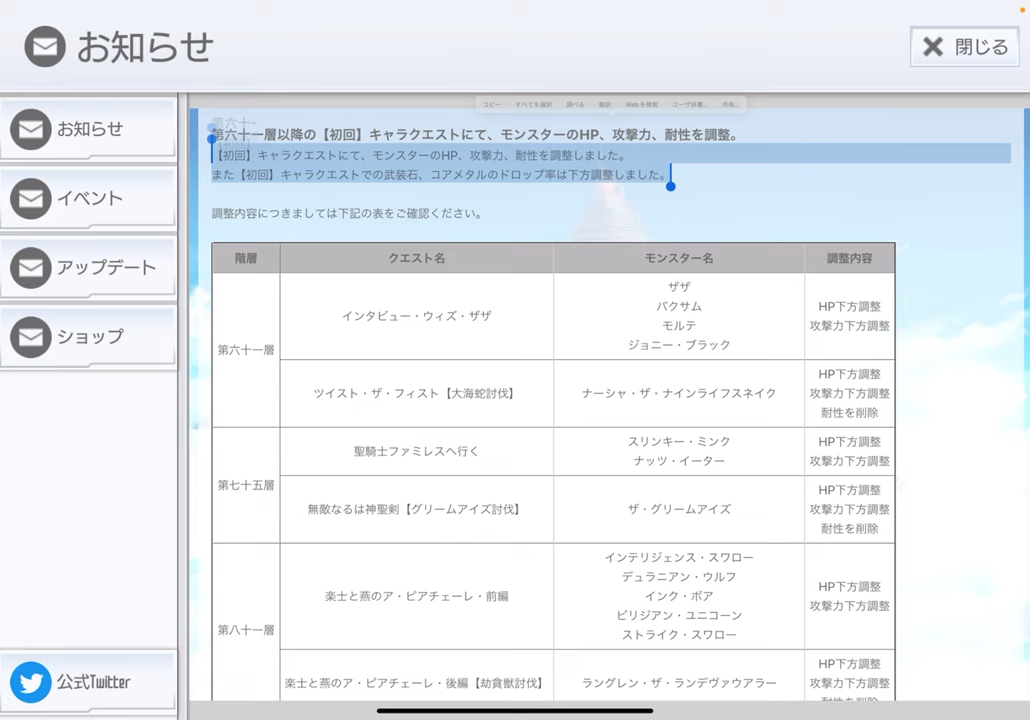 お知らせ
閉じる
お知らせ
イベント
アップデート
ショップ
公式Twitter
コピー すべてを選択 調べる 翻訳 Webを検索 ユーザ辞書... 共有...
第六十一層以降の【初回】キャラクエストにて、モンスターのHP、攻撃力、耐性を調整。
【初回】キャラクエストにて、モンスターのHP、攻撃力、耐性を調整しました。
また【初回】キャラクエストでの武装石、コアメタルのドロップ率は下方調整しました。
調整内容につきましては下記の表をご確認ください。
階層 クエスト名 モンスター名 調整内容
第六十一層
インタビュー・ウィズ・ザザ
ザザ
パクサム
モルテ
ジョニー・ブラック
HP下方調整
攻撃力下方調整
ツイスト・ザ・フィスト【大海蛇討伐】
ナーシャ・ザ・ナインライフスネイク
HP下方調整
攻撃力下方調整
耐性を削除
第七十五層
聖騎士ファミレスへ行く
スリンキー・ミンク
ナッツ・イーター
HP下方調整
攻撃力下方調整
無敵なるは神聖剣【グリームアイズ討伐】
ザ・グリームアイズ
HP下方調整
攻撃力下方調整
耐性を削除
第八十一層
楽士と燕のア・ピアチェーレ・前編
インテリジェンス・スワロー
デュラニアン・ウルフ
インク・ボア
ビリジアン・ユニコーン
ストライク・スワロー
HP下方調整
攻撃力下方調整
楽士と燕のア・ピアチェーレ・後編【劫貪獣討伐】
ラングレン・ザ・ランデヴァウアラー
HP下方調整
攻撃力下方調整